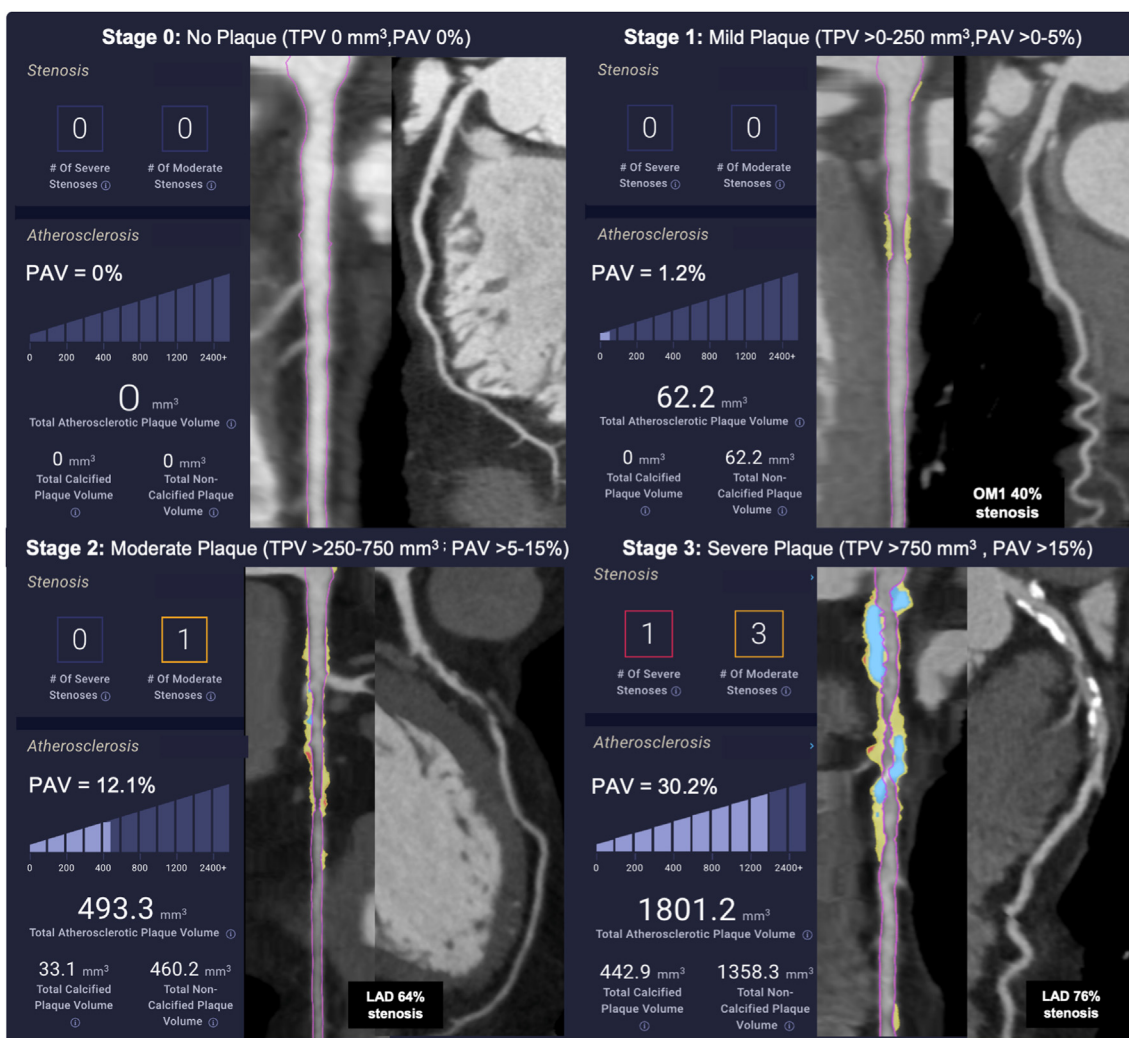 Stage 0: No Plaque (TPV 0 mm³,PAV 0%)
Stenosis
0
0
# Of Severe
Stenoses ⓘ
# Of Moderate
Stenoses ⓘ
Atherosclerosis
PAV = 0%
0 200 400 800 1200 2400+
0 mm³
Total Atherosclerotic Plaque Volume ⓘ
0 mm³
Total Calcified
Plaque Volume
ⓘ
0 mm³
Total Non-
Calcified Plaque
Volume ⓘ
Stage 1: Mild Plaque (TPV >0-250 mm³,PAV >0-5%)
Stenosis
0
0
# Of Severe
Stenoses ⓘ
# Of Moderate
Stenoses ⓘ
Atherosclerosis
PAV = 1.2%
0 200 400 800 1200 2400+
62.2 mm³
Total Atherosclerotic Plaque Volume ⓘ
0 mm³
Total Calcified
Plaque Volume
ⓘ
62.2 mm³
Total Non-
Calcified Plaque
Volume ⓘ
OM1 40%
stenosis
Stage 2: Moderate Plaque (TPV >250-750 mm³ ; PAV >5-15%)
Stenosis
0
1
# Of Severe
Stenoses ⓘ
# Of Moderate
Stenoses ⓘ
Atherosclerosis
PAV = 12.1%
0 200 400 800 1200 2400+
493.3 mm³
Total Atherosclerotic Plaque Volume ⓘ
33.1 mm³
Total Calcified
Plaque Volume
ⓘ
460.2 mm³
Total Non-
Calcified Plaque
Volume ⓘ
LAD 64%
stenosis
Stage 3: Severe Plaque (TPV >750 mm³ , PAV >15%)
Stenosis ›
1
3
# Of Severe
Stenoses ⓘ
# Of Moderate
Stenoses ⓘ
Atherosclerosis ›
PAV = 30.2%
0 200 400 800 1200 2400+
1801.2 mm³
Total Atherosclerotic Plaque Volume ⓘ
442.9 mm³
Total Calcified
Plaque Volume
ⓘ
1358.3 mm³
Total Non-
Calcified Plaque
Volume ⓘ
LAD 76%
stenosis